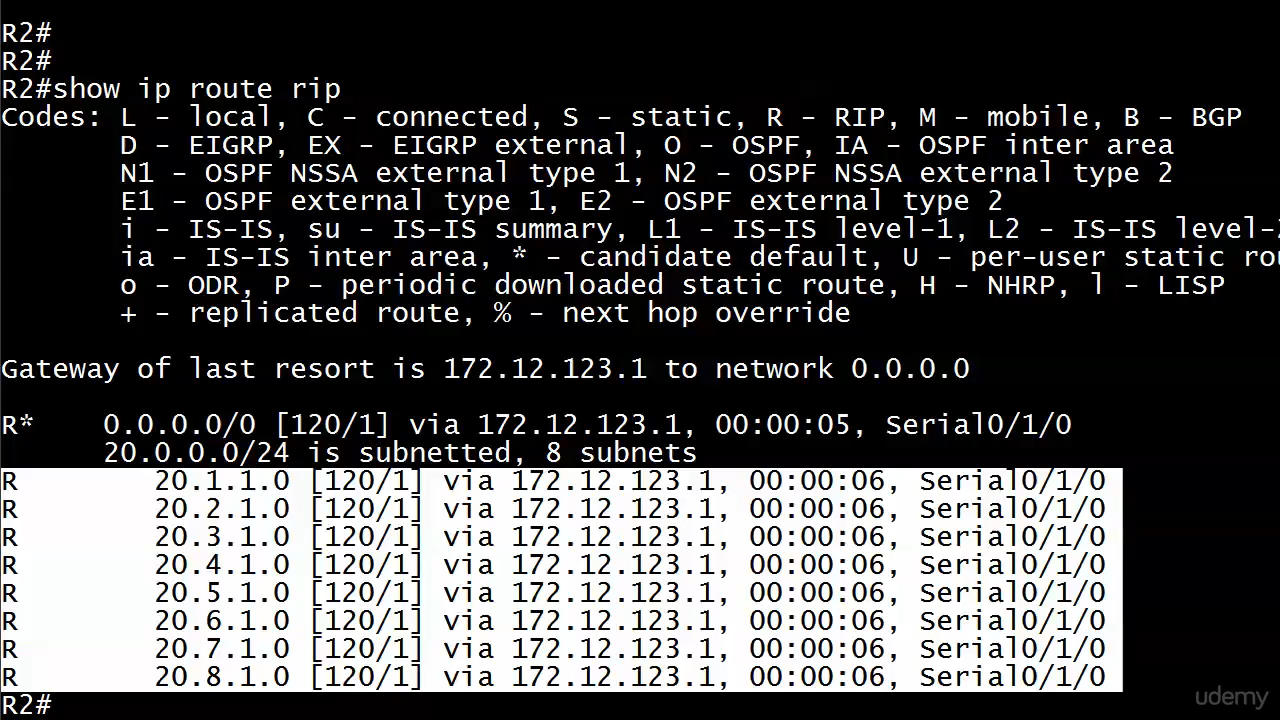 R2#
R2#
R2#show ip route rip
Codes: L - local, C - connected, S - static, R - RIP, M - mobile, B - BGP
D - EIGRP, EX - EIGRP external, O - OSPF, IA - OSPF inter area
N1 - OSPF NSSA external type 1, N2 - OSPF NSSA external type 2
E1 - OSPF external type 1, E2 - OSPF external type 2
i - IS-IS, su - IS-IS summary, L1 - IS-IS level-1, L2 - IS-IS level-
ia - IS-IS inter area, * - candidate default, U - per-user static rou
o - ODR, P - periodic downloaded static route, H - NHRP, l - LISP
+ - replicated route, % - next hop override
Gateway of last resort is 172.12.123.1 to network 0.0.0.0
R* 0.0.0.0/0 [120/1] via 172.12.123.1, 00:00:05, Serial0/1/0
20.0.0.0/24 is subnetted, 8 subnets
R 20.1.1.0 [120/1] via 172.12.123.1, 00:00:06, Serial0/1/0
R 20.2.1.0 [120/1] via 172.12.123.1, 00:00:06, Serial0/1/0
R 20.3.1.0 [120/1] via 172.12.123.1, 00:00:06, Serial0/1/0
R 20.4.1.0 [120/1] via 172.12.123.1, 00:00:06, Serial0/1/0
R 20.5.1.0 [120/1] via 172.12.123.1, 00:00:06, Serial0/1/0
R 20.6.1.0 [120/1] via 172.12.123.1, 00:00:06, Serial0/1/0
R 20.7.1.0 [120/1] via 172.12.123.1, 00:00:06, Serial0/1/0
R 20.8.1.0 [120/1] via 172.12.123.1, 00:00:06, Serial0/1/0
R2#
udemy